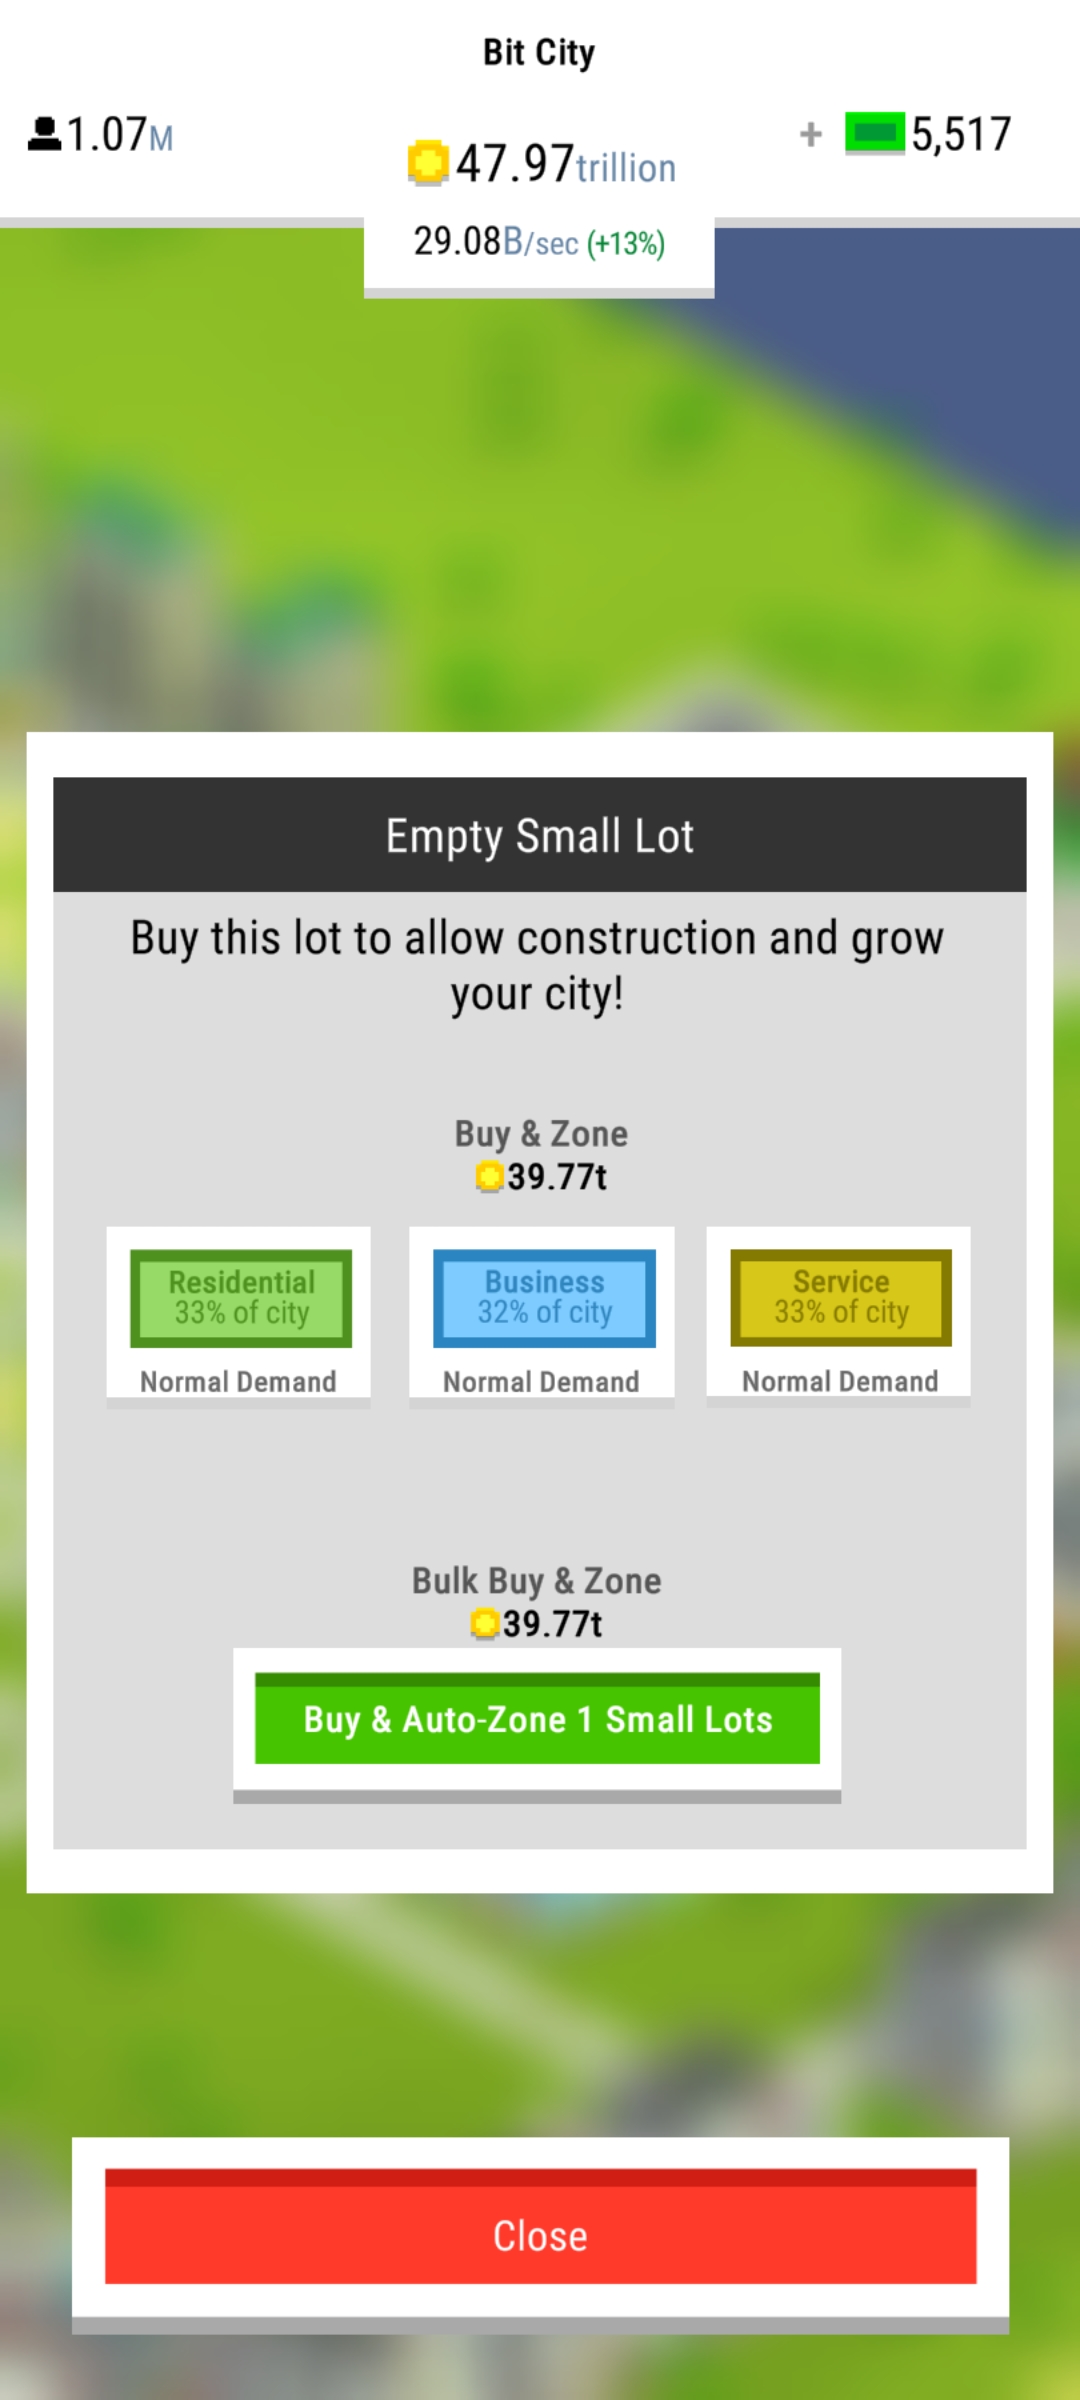 Bit City
1.07M
47.97trillion
+ 5,517
29.08B/sec (+13%)
Empty Small Lot
Buy this lot to allow construction and grow
your city!
Buy & Zone
39.77t
Residential
33% of city
Normal Demand
Business
32% of city
Normal Demand
Service
33% of city
Normal Demand
Bulk Buy & Zone
39.77t
Buy & Auto-Zone 1 Small Lots
Close